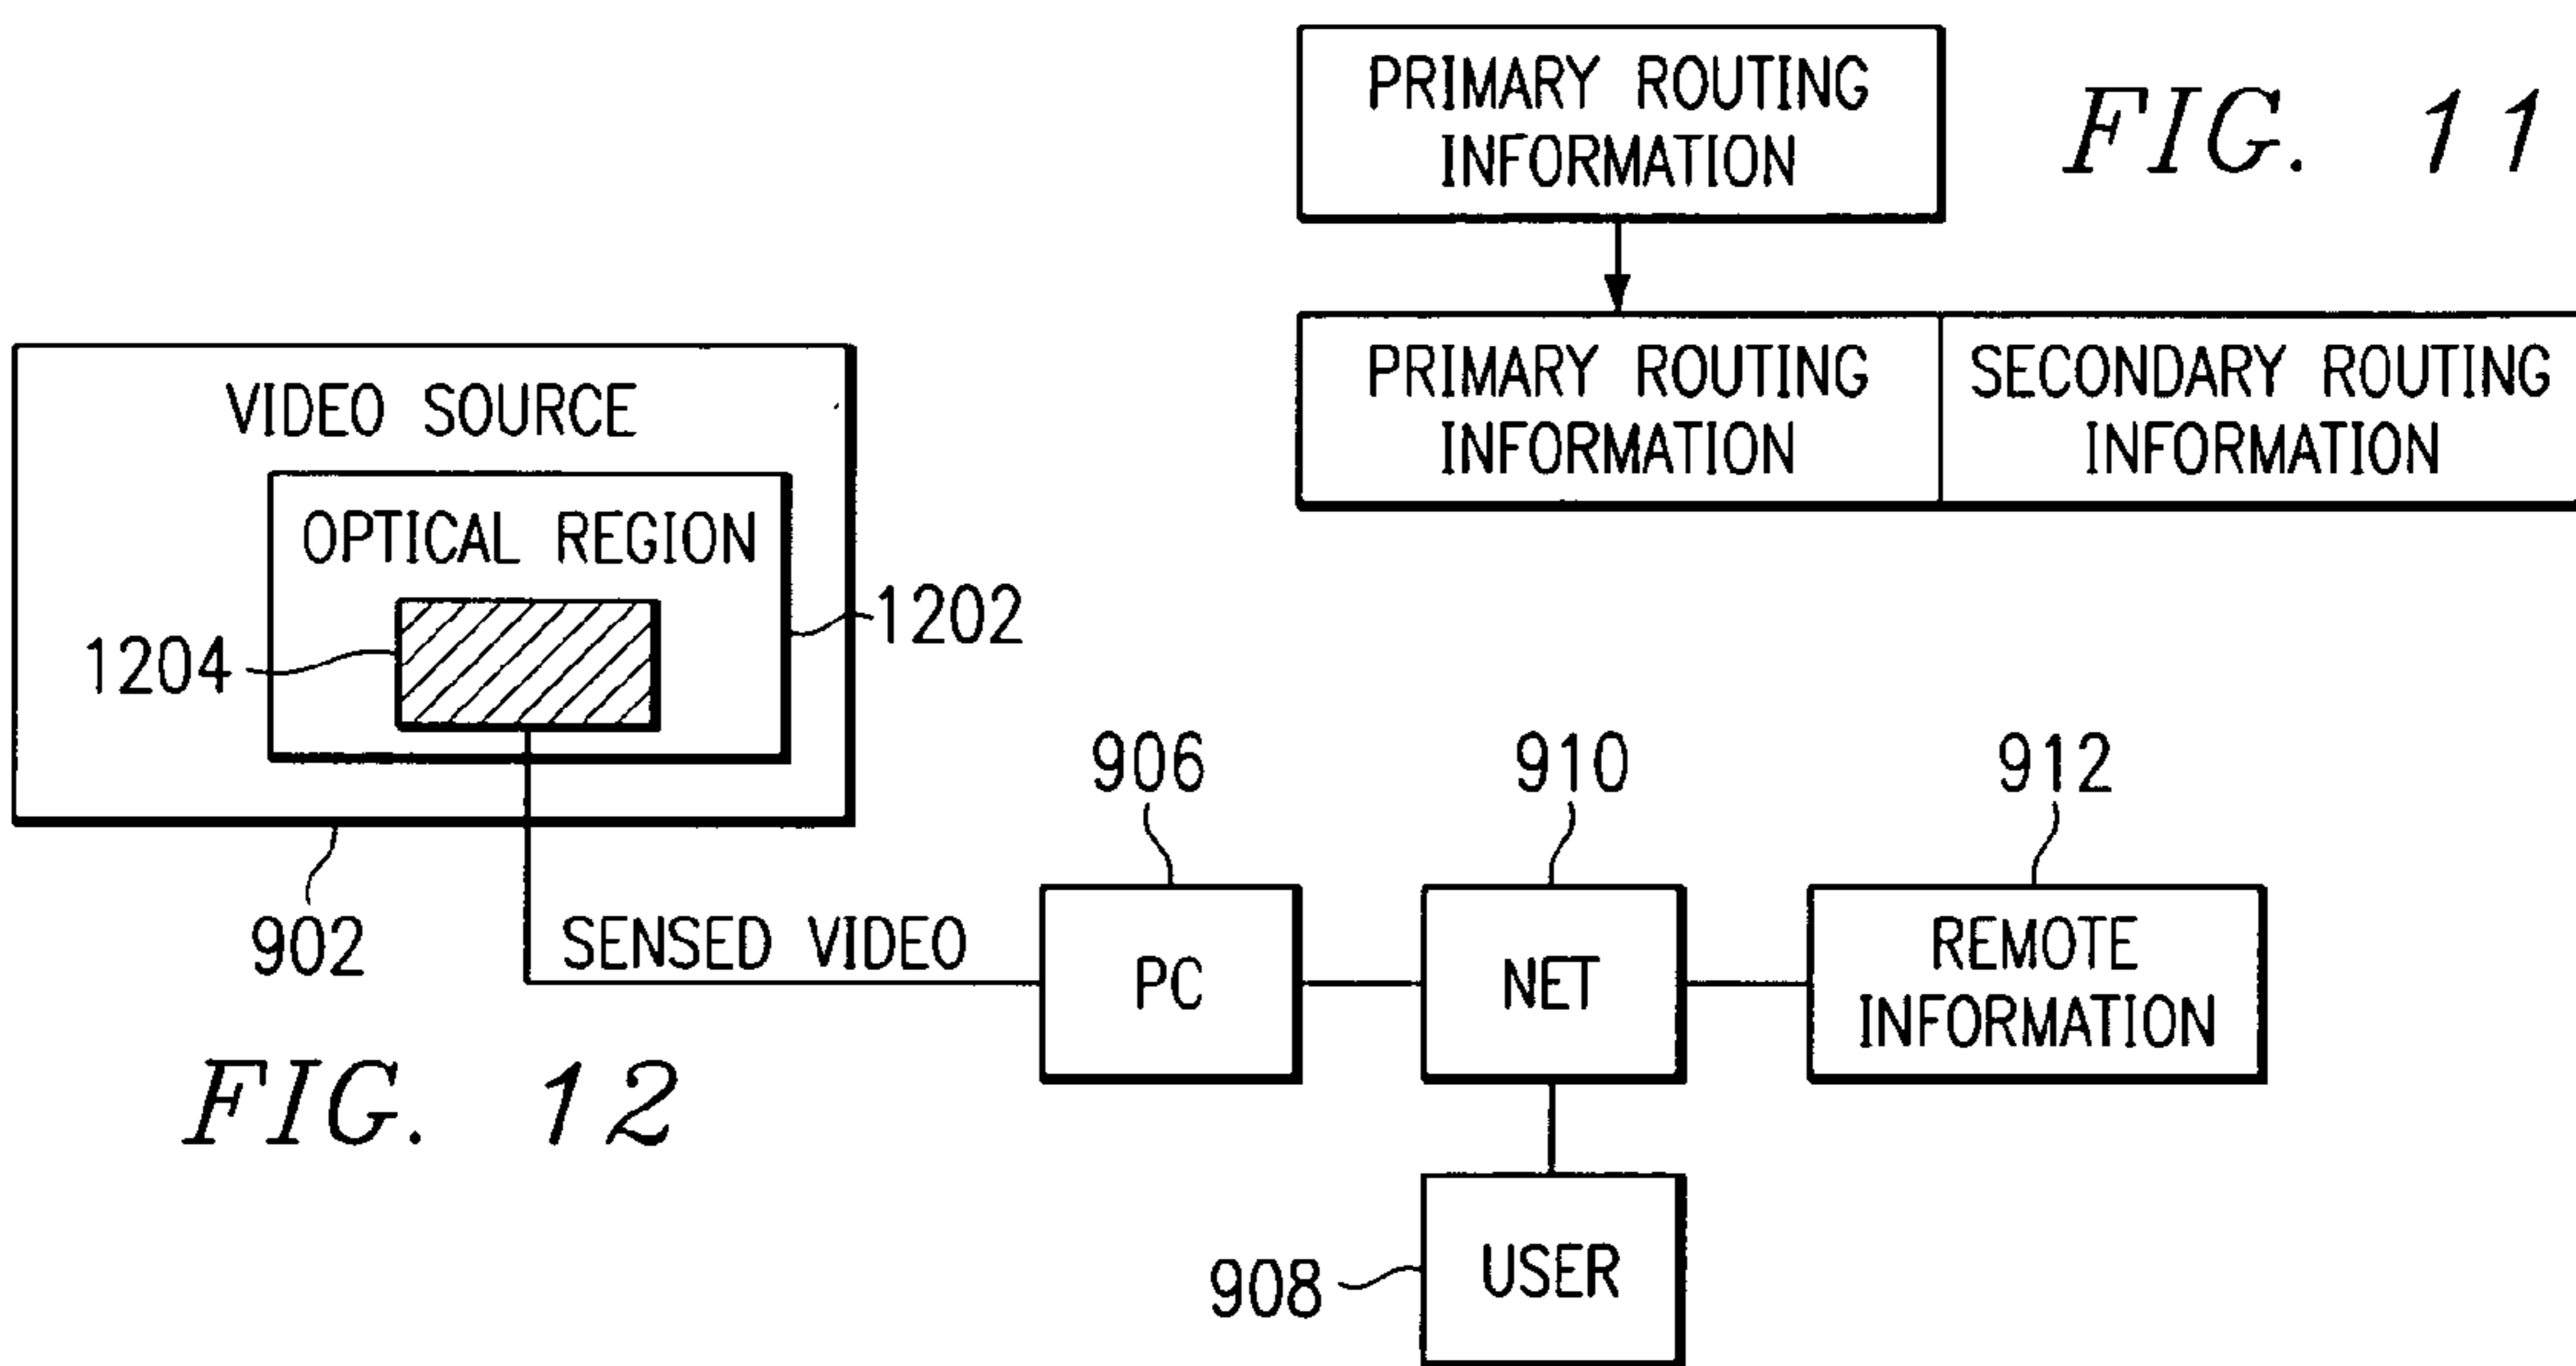 PRIMARY ROUTING
INFORMATION
FIG. 11
PRIMARY ROUTING
INFORMATION
SECONDARY ROUTING
INFORMATION
VIDEO SOURCE
OPTICAL REGION
1202
1204
902
SENSED VIDEO
906
PC
910
NET
912
REMOTE
INFORMATION
908
USER
FIG. 12